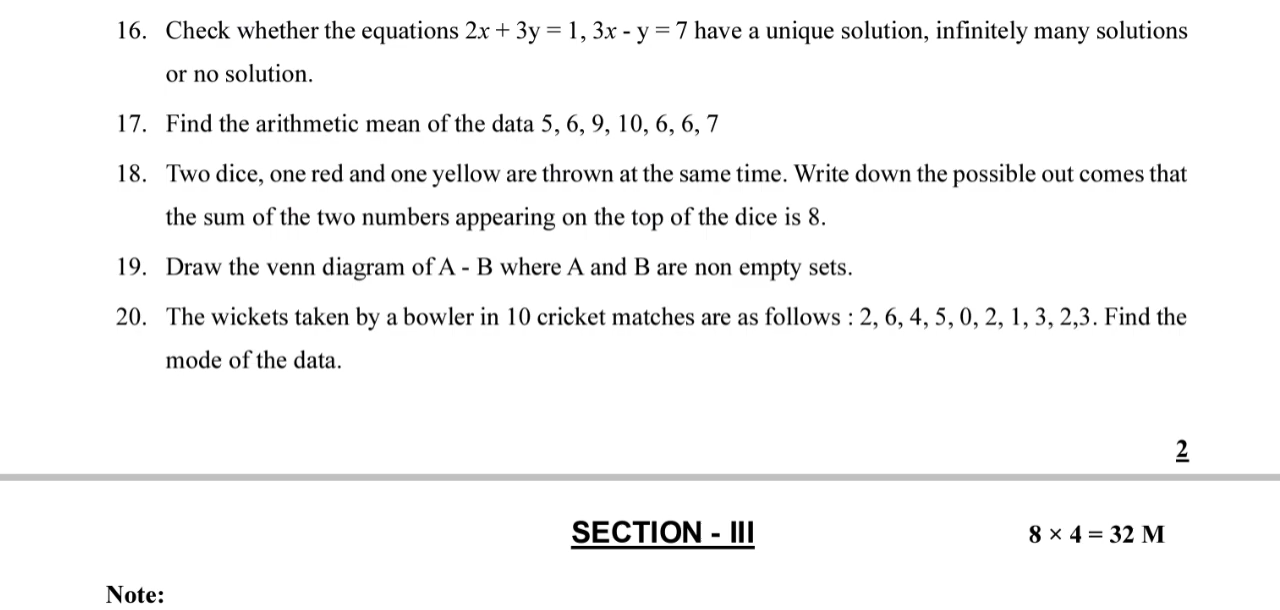 16. Check whether the equations 2x + 3y = 1, 3x - y = 7 have a unique solution, infinitely many solutions
or no solution.
17. Find the arithmetic mean of the data 5, 6, 9, 10, 6, 6, 7
18. Two dice, one red and one yellow are thrown at the same time. Write down the possible out comes that
the sum of the two numbers appearing on the top of the dice is 8.
19. Draw the venn diagram of A - B where A and B are non empty sets.
20. The wickets taken by a bowler in 10 cricket matches are as follows : 2, 6, 4, 5, 0, 2, 1, 3, 2,3. Find the
mode of the data.
2
SECTION - III 8 × 4 = 32 M
Note: